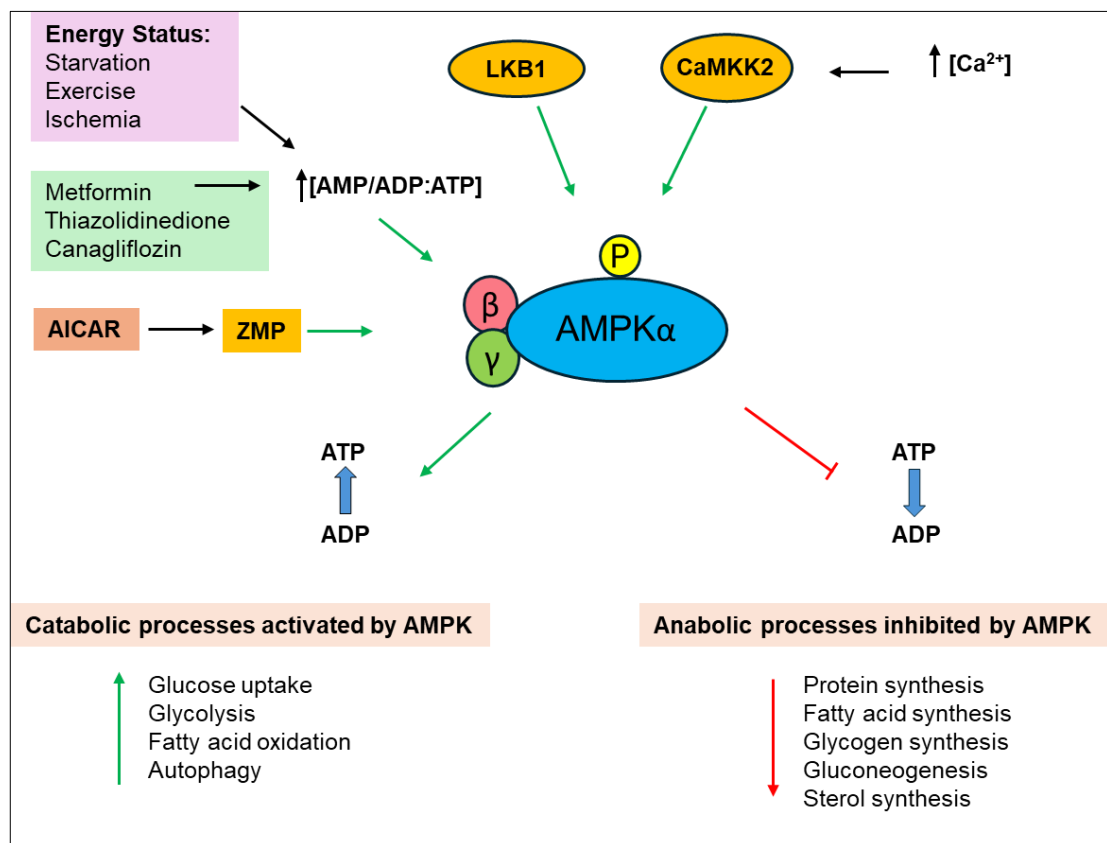 Energy Status:
Starvation
Exercise
Ischemia
LKB1
CaMKK2
[Ca²⁺]
Metformin
Thiazolidinedione
Canagliflozin
[AMP/ADP:ATP]
P
β
γ
AMPKα
AICAR
ZMP
ATP
ADP
ATP
ADP
Catabolic processes activated by AMPK
Glucose uptake
Glycolysis
Fatty acid oxidation
Autophagy
Anabolic processes inhibited by AMPK
Protein synthesis
Fatty acid synthesis
Glycogen synthesis
Gluconeogenesis
Sterol synthesis